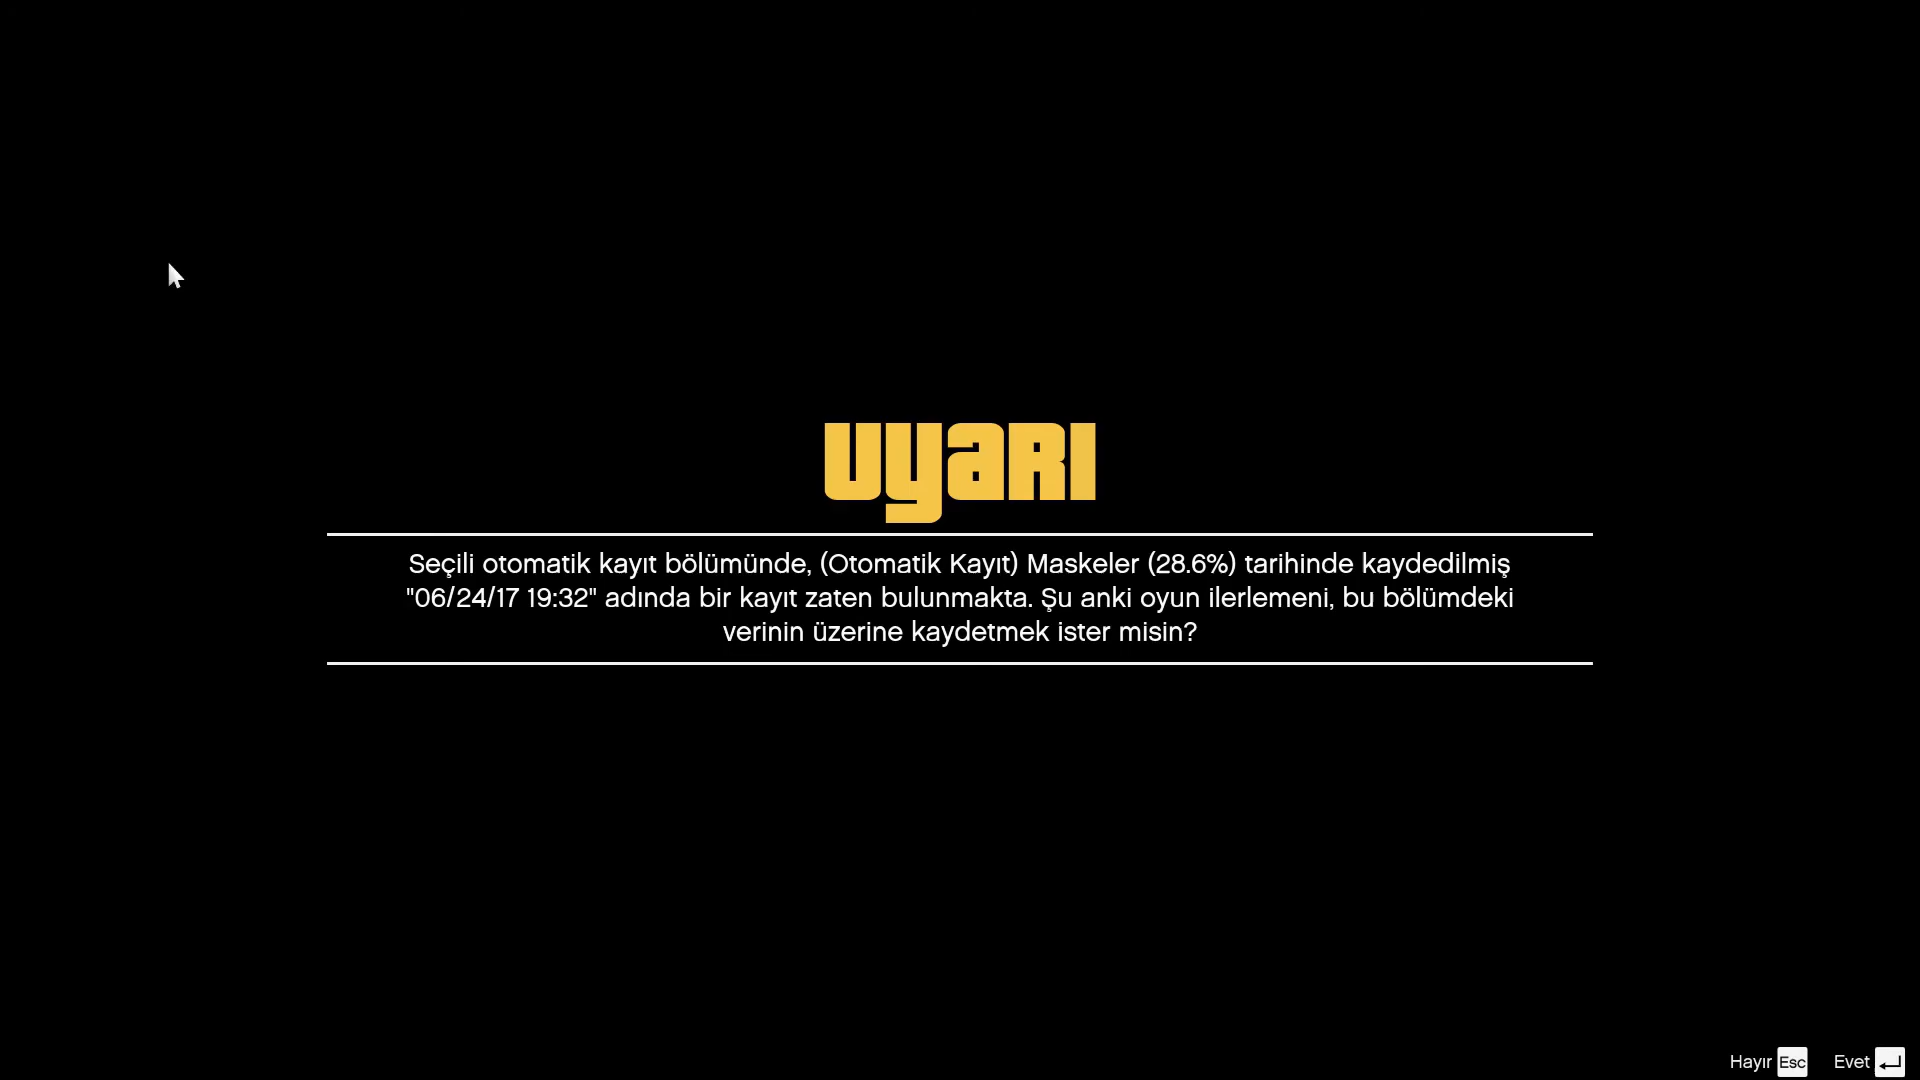 uyarı
Seçili otomatik kayıt bölümünde, (Otomatik Kayıt) Maskeler (28.6%) tarihinde kaydedilmiş
"06/24/17 19:32" adında bir kayıt zaten bulunmakta. Şu anki oyun ilerlemeni, bu bölümdeki
verinin üzerine kaydetmek ister misin?
Hayır Esc Evet